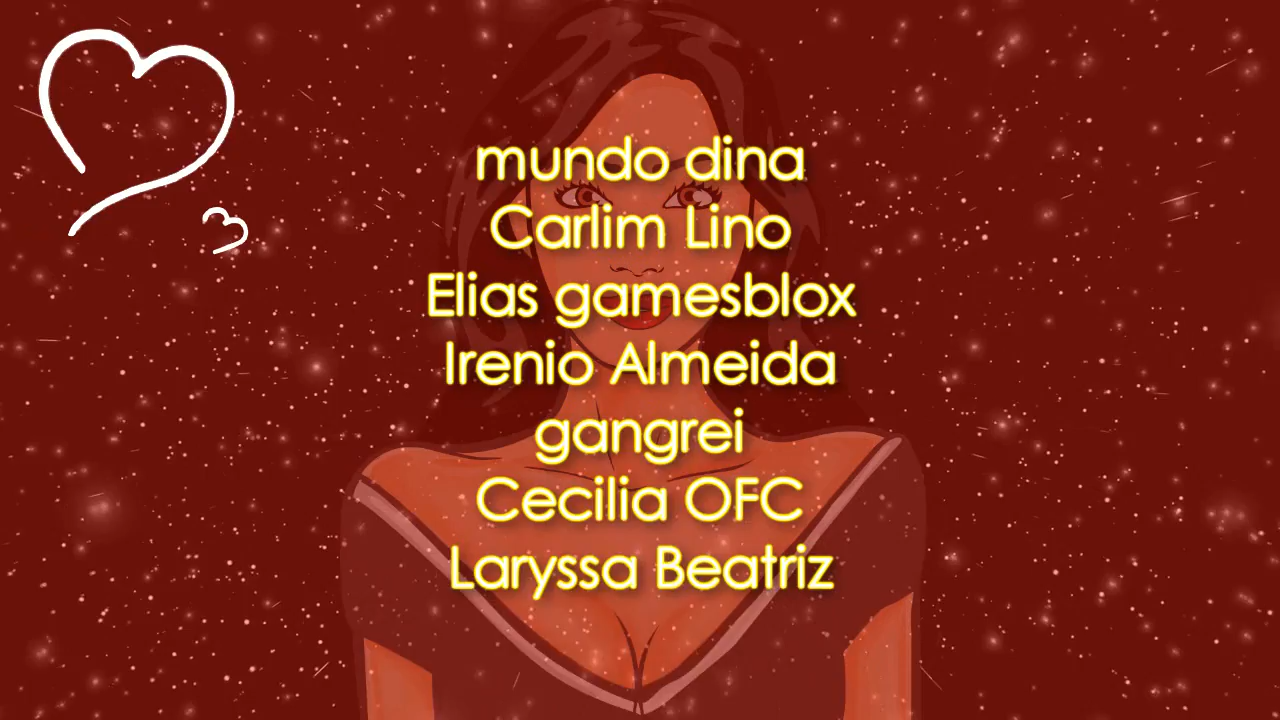 mundo dina
Carlim Lino
Elias gamesblox
Irenio Almeida
gangrei
Cecilia OFC
Laryssa Beatriz